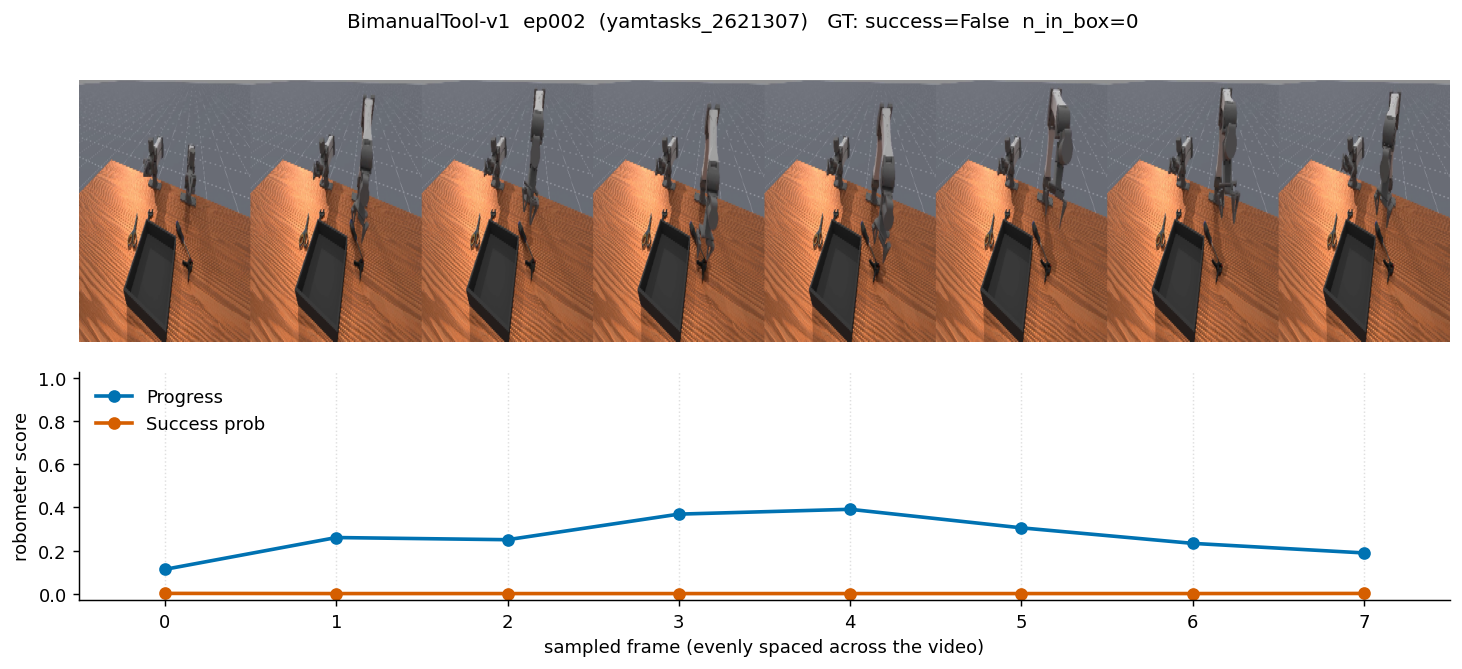 BimanualTool-v1  ep002  (yamtasks_2621307)   GT: success=False  n_in_box=0
1.0
0.8
0.6
0.4
0.2
0.0
robometer score
Progress
Success prob
0 1 2 3 4 5 6 7
sampled frame (evenly spaced across the video)